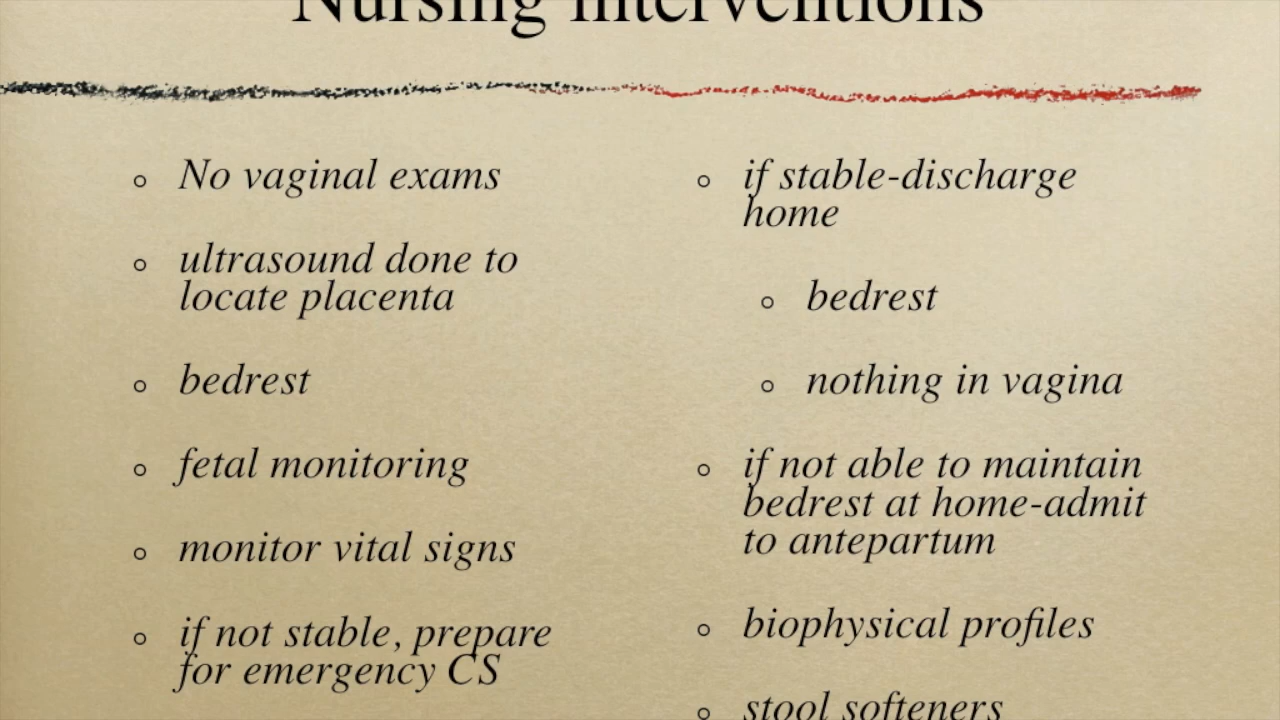 Nursing interventions
No vaginal exams
ultrasound done to
locate placenta
bedrest
fetal monitoring
monitor vital signs
if not stable, prepare
for emergency CS
if stable-discharge
home
bedrest
nothing in vagina
if not able to maintain
bedrest at home-admit
to antepartum
biophysical profiles
stool softeners